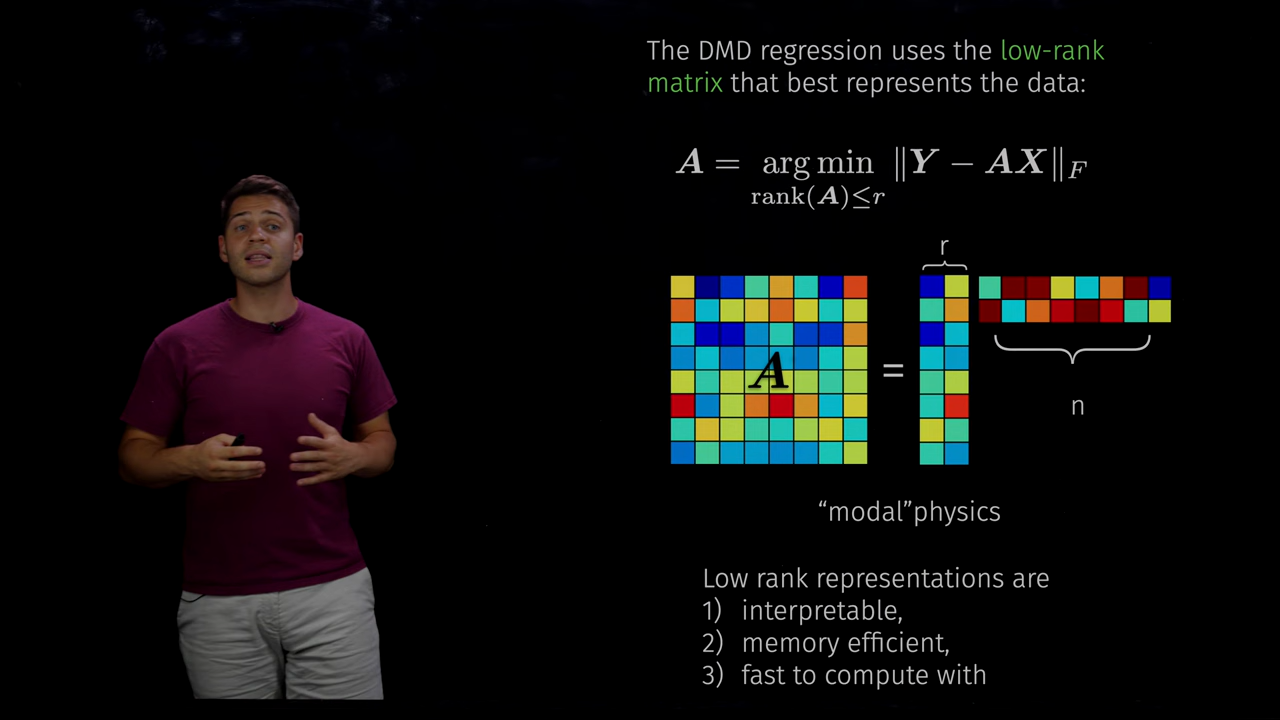 The DMD regression uses the low-rank
matrix that best represents the data:
A = arg min ‖Y − AX‖F
rank(A)≤r
r
A =
n
“modal”physics
Low rank representations are
1) interpretable,
2) memory efficient,
3) fast to compute with